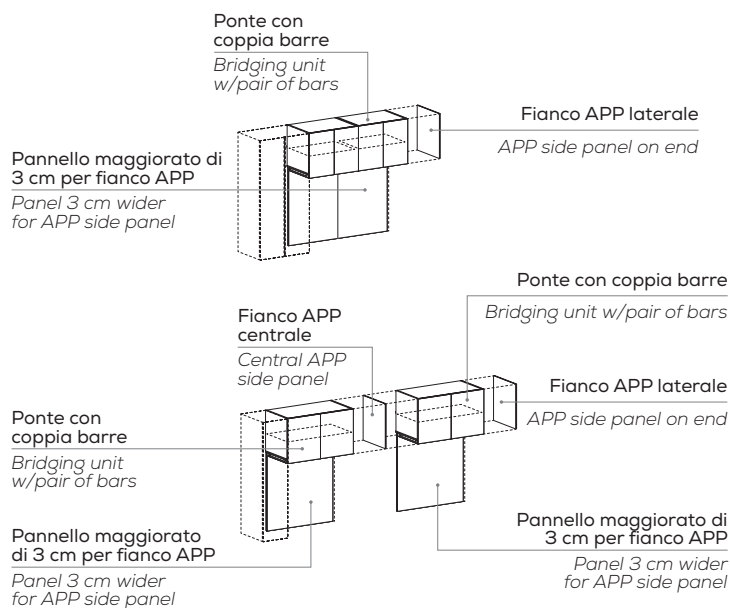 Ponte con
coppia barre
Bridging unit
w/pair of bars
Fianco APP laterale
APP side panel on end
Pannello maggiorato di
3 cm per fianco APP
Panel 3 cm wider
for APP side panel
Ponte con coppia barre
Bridging unit w/pair of bars
Fianco APP
centrale
Central APP
side panel
Fianco APP laterale
APP side panel on end
Ponte con
coppia barre
Bridging unit
w/pair of bars
Pannello maggiorato
di 3 cm per fianco APP
Panel 3 cm wider
for APP side panel
Pannello maggiorato di
3 cm per fianco APP
Panel 3 cm wider
for APP side panel